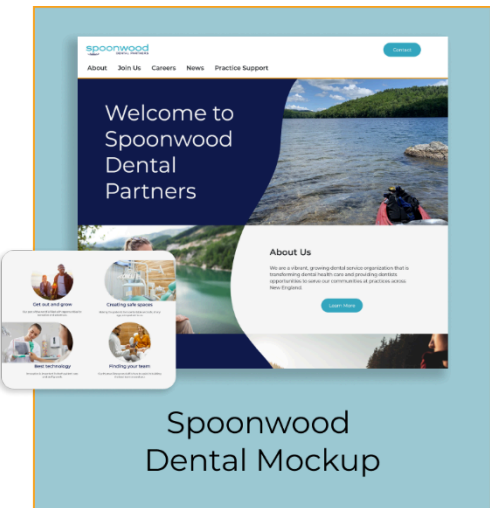 spoonwood
DENTAL PARTNERS
Contact
About Join Us Careers News Practice Support
Welcome to
Spoonwood
Dental
Partners
About Us
We are a vibrant, growing dental service organization that is
transforming dental health care and providing dentists
opportunities to serve our communities at practices across
New England.
Learn More
Get out and grow
Creating safe spaces
Best technology
Finding your team
Spoonwood
Dental Mockup